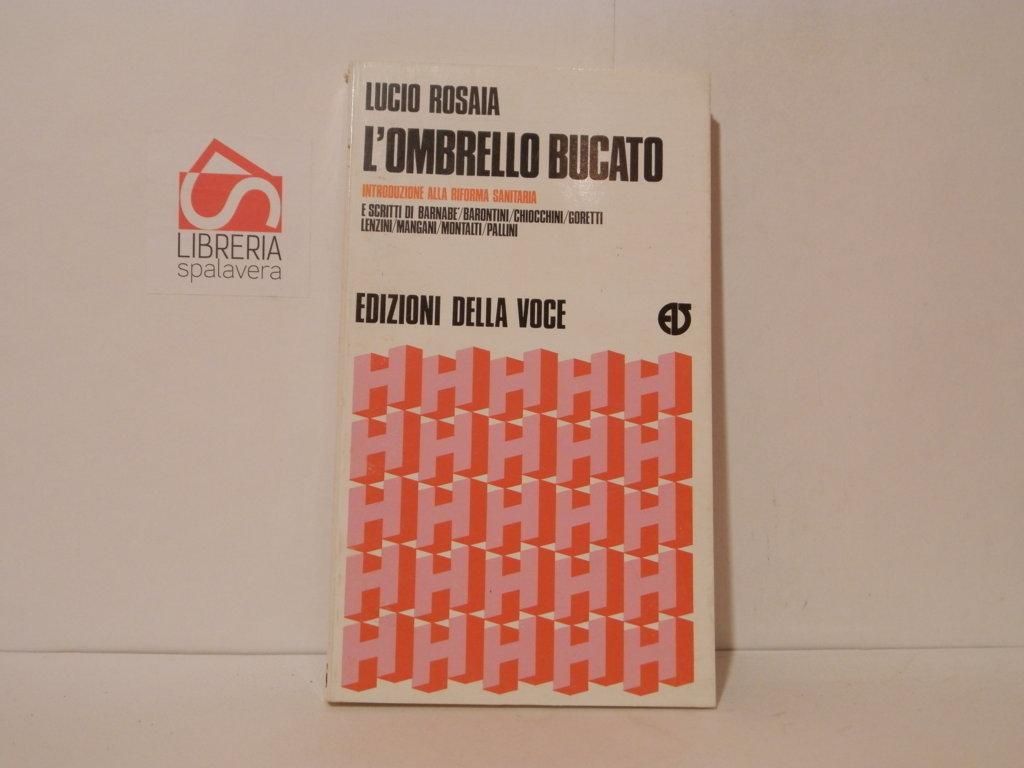 LUCIO ROSAIA
L'OMBRELLO BUCATO
INTRODUZIONE ALLA RIFORMA SANITARIA
E SCRITTI DI BARNABE'/BARONTINI/CHIOCCHINI/GORETTI
LENZINI/MANGANI/MONTALTI/PALLINI
EDIZIONI DELLA VOCE
EV
H H H H H
H H H H H
H H H H H
H H H H H
H H H H H
LIBRERIA
spalavera